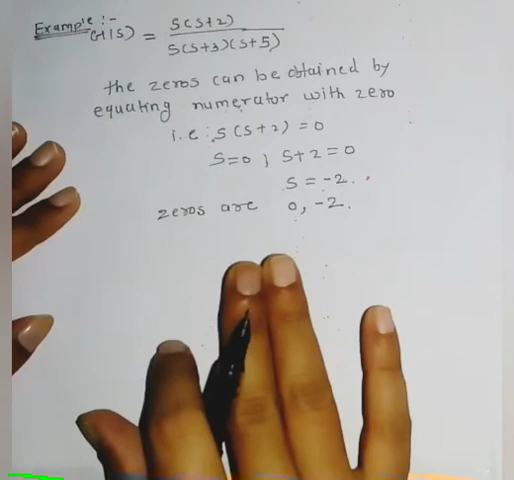 Example :-
G(s) = S(S+2) / S(S+3)(S+5)
the zeros can be obtained by
equating numerator with zero
i.e : S(S+2) = 0
S=0 ; S+2=0
S = -2.
zeros are 0, -2.